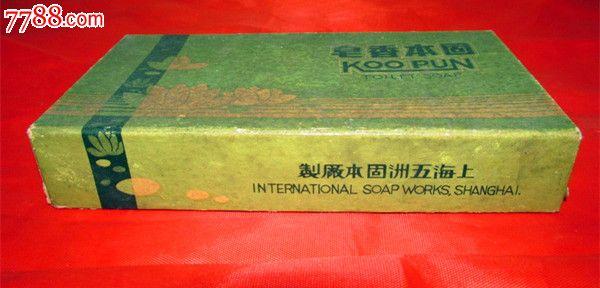 7788.com
皂香本固
KOO PUN
TOILET SOAP
製廠本固洲五海上
INTERNATIONAL SOAP WORKS, SHANGHAI.